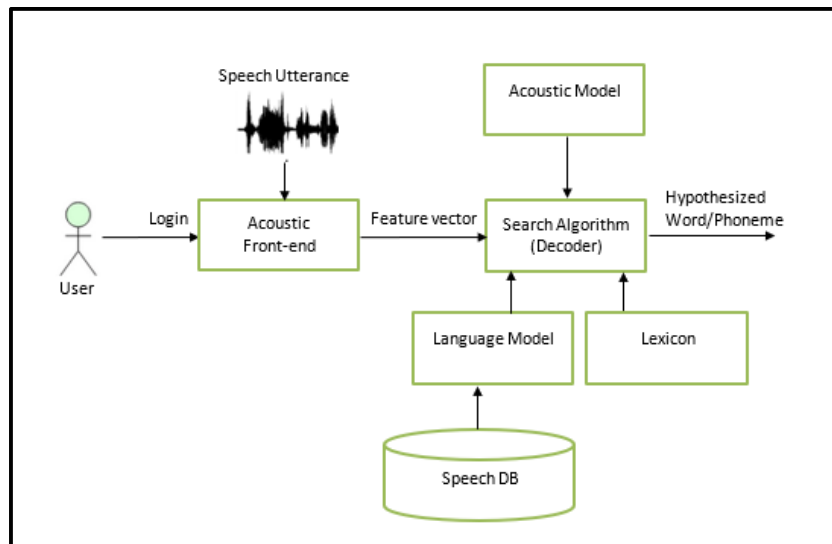 Speech Utterance
Acoustic Model
Login
Acoustic
Front-end
Feature vector
Search Algorithm
(Decoder)
Hypothesized
Word/Phoneme
User
Language Model
Lexicon
Speech DB